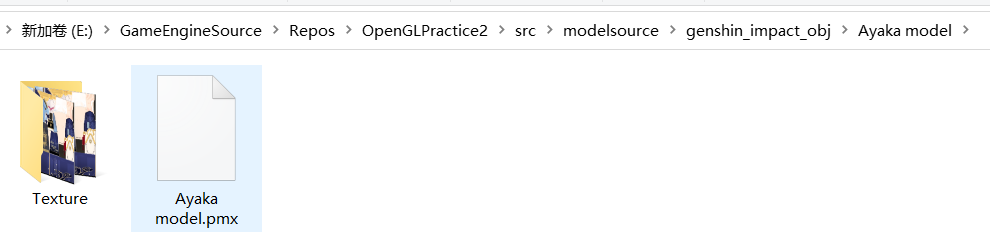 新加卷 (E:) > GameEngineSource > Repos > OpenGLPractice2 > src > modelsource > genshin_impact_obj > Ayaka model >
Texture
Ayaka
model.pmx